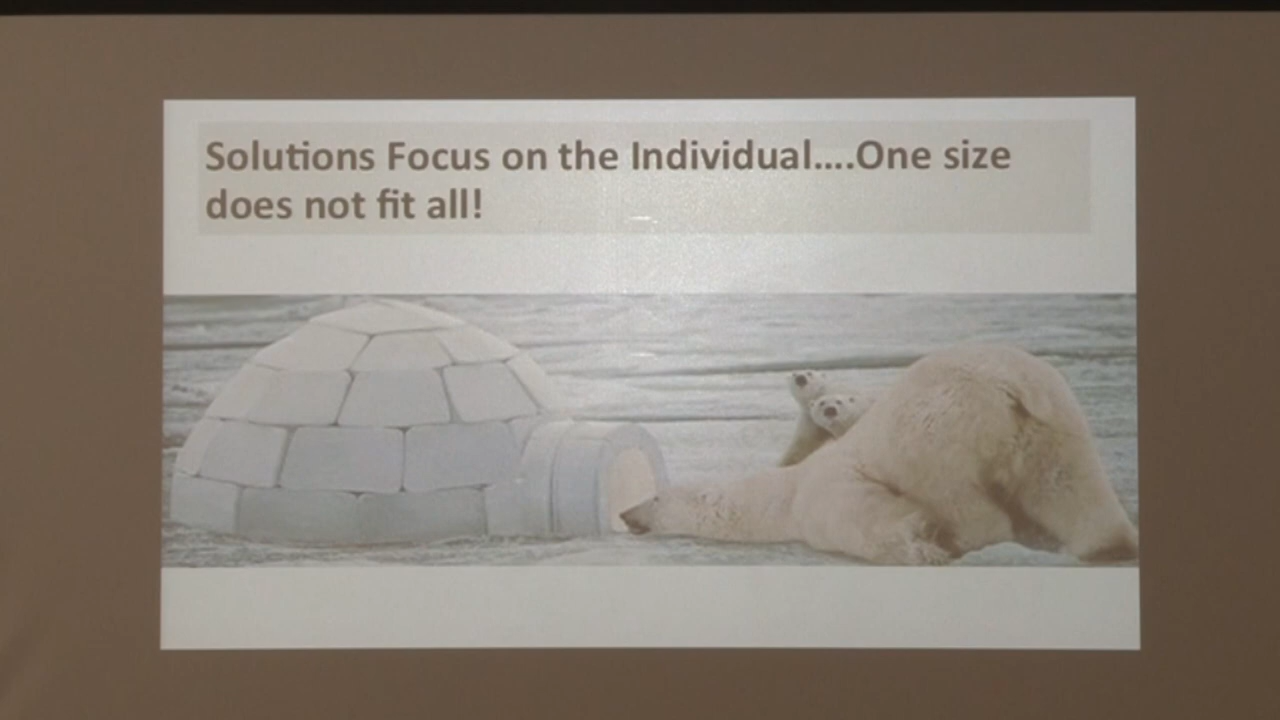 Solutions Focus on the Individual....One size
does not fit all!